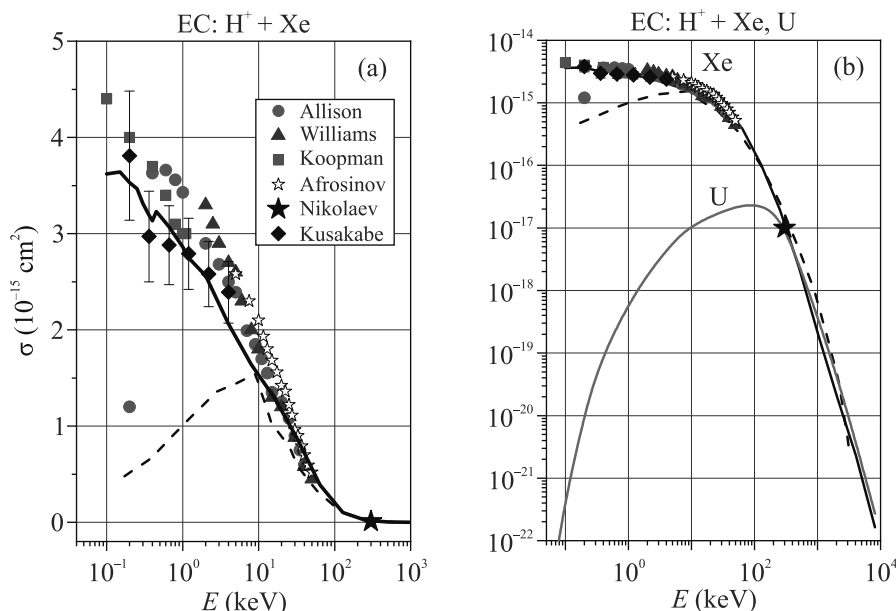 EC: H⁺ + Xe
(a)
Allison
Williams
Koopman
Afrosinov
Nikolaev
Kusakabe
σ (10⁻¹⁵ cm²)
5
4
3
2
1
0
10⁻¹
10⁰
10¹
10²
10³
E (keV)
EC: H⁺ + Xe, U
(b)
Xe
U
10⁻¹⁴
10⁻¹⁵
10⁻¹⁶
10⁻¹⁷
10⁻¹⁸
10⁻¹⁹
10⁻²⁰
10⁻²¹
10⁻²²
10⁰
10²
10⁴
E (keV)